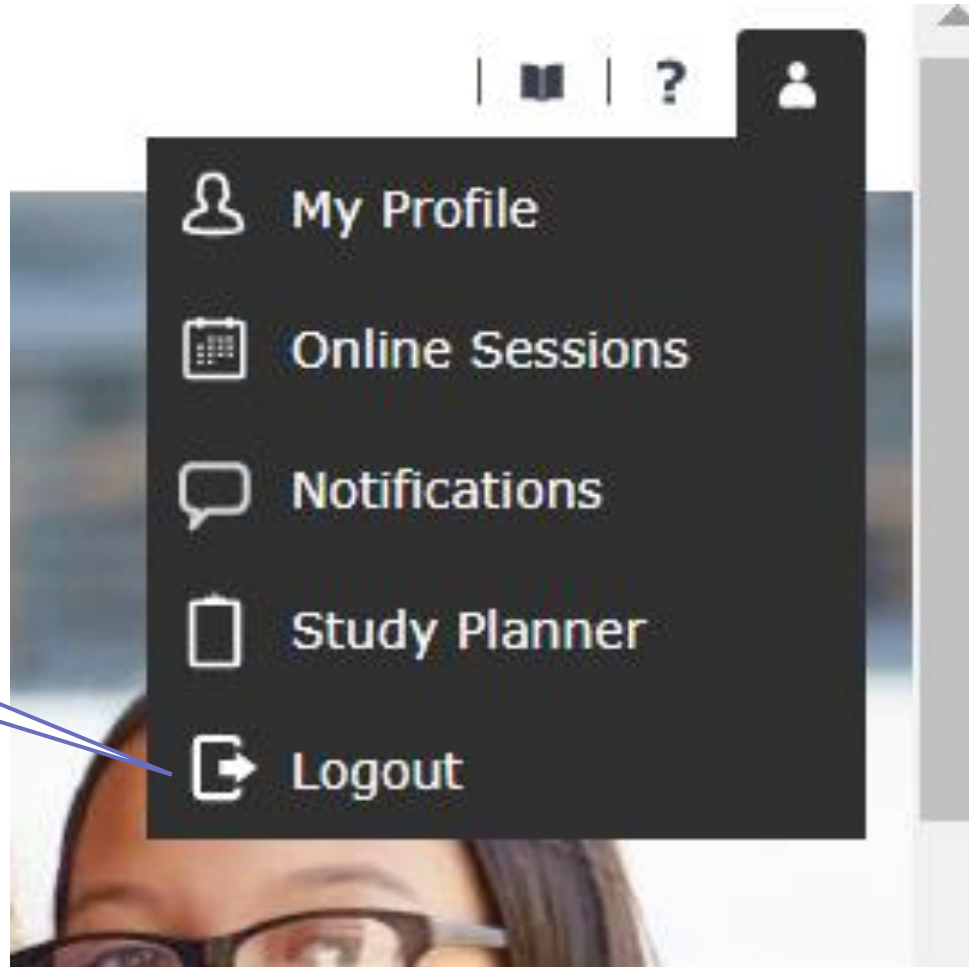 ?
My Profile
Online Sessions
Notifications
Study Planner
Logout